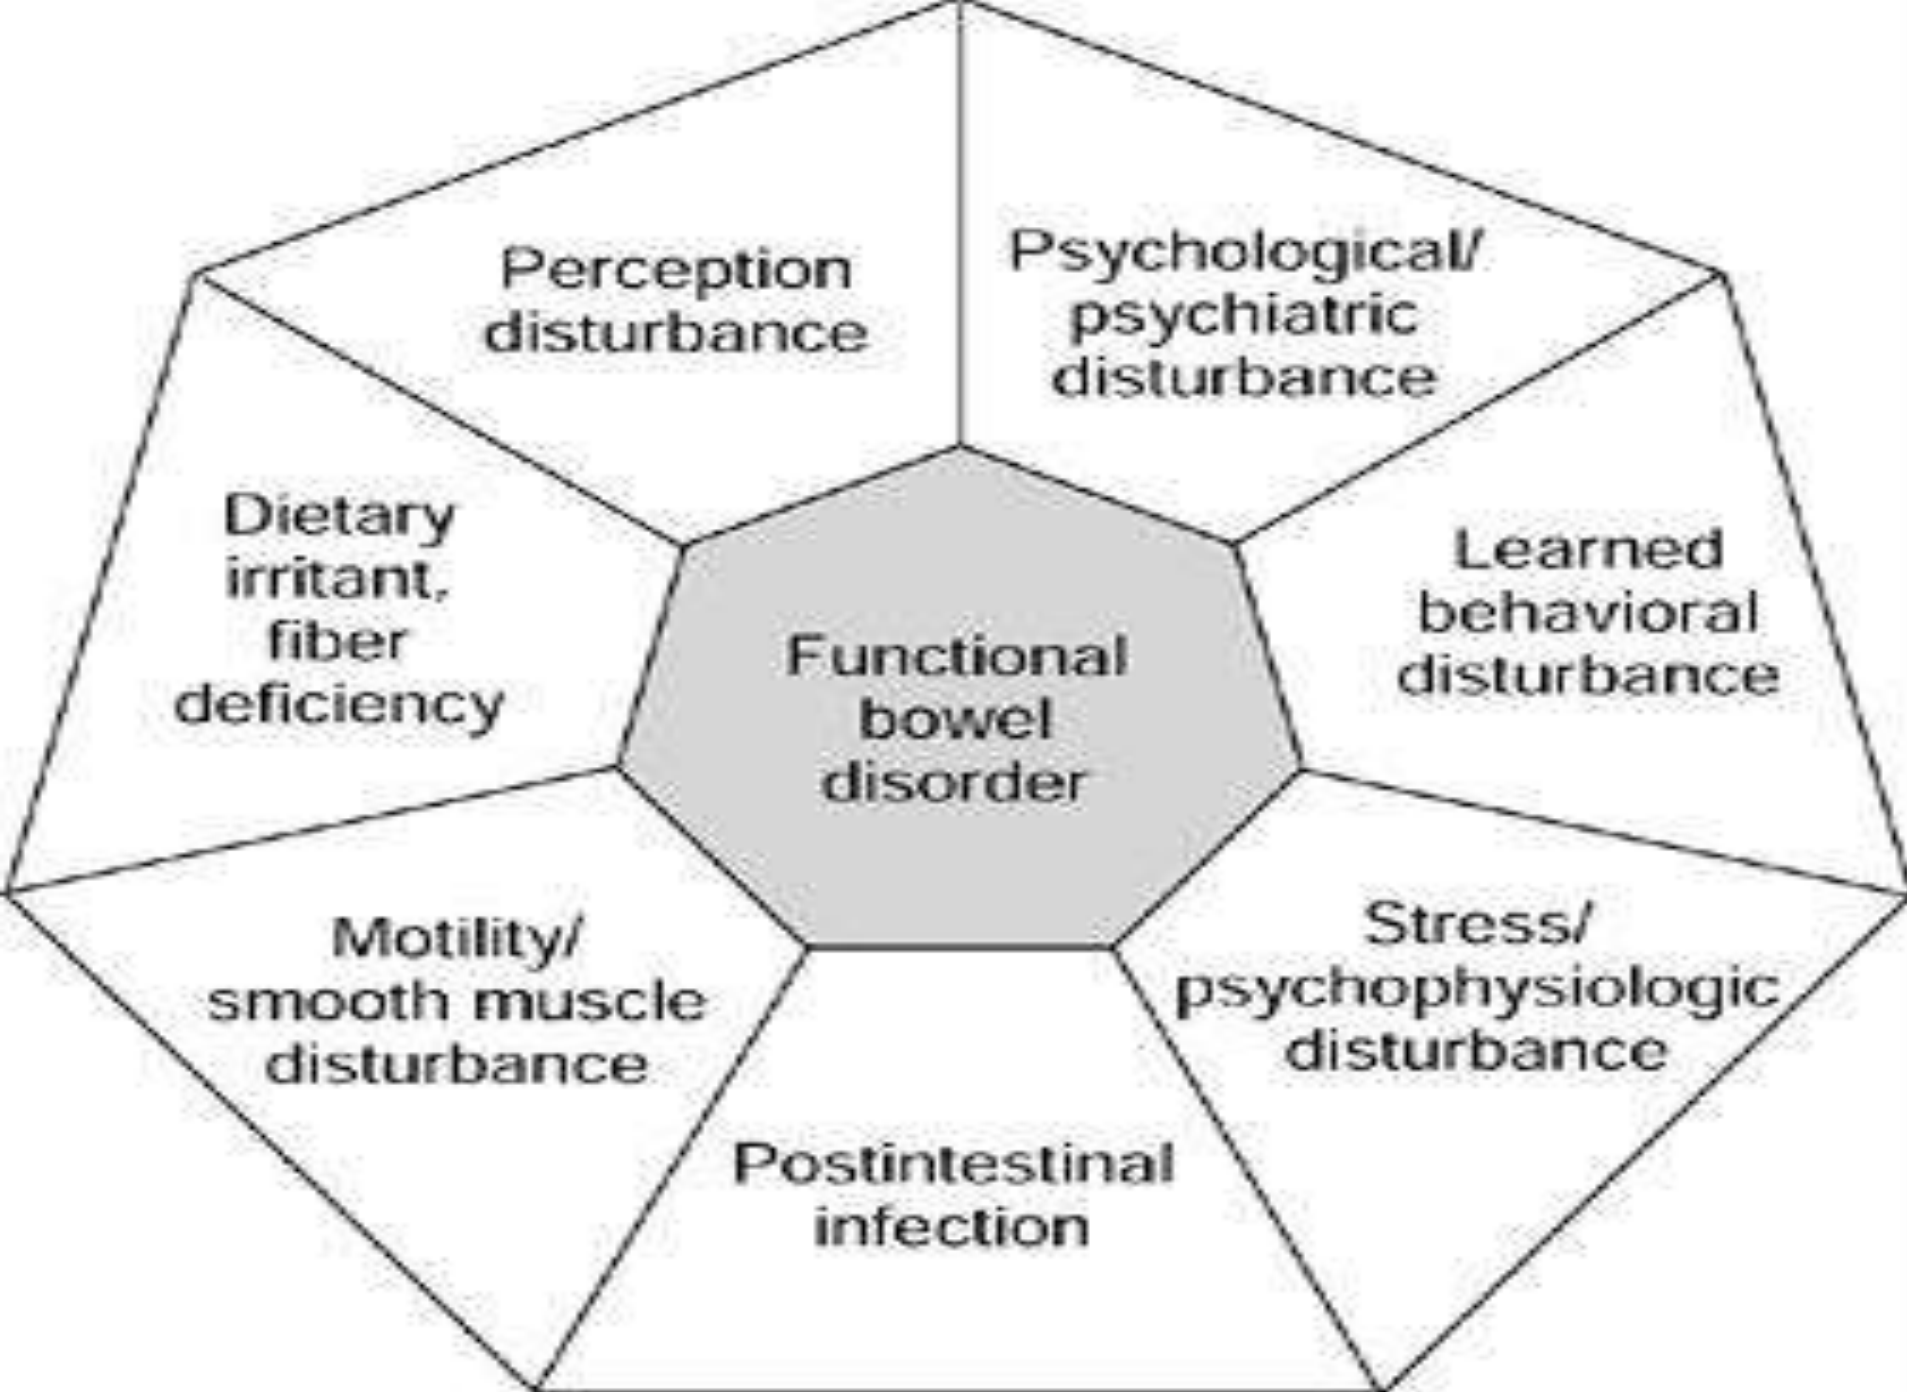 Perception
disturbance
Psychological/
psychiatric
disturbance
Dietary
irritant,
fiber
deficiency
Functional
bowel
disorder
Learned
behavioral
disturbance
Motility/
smooth muscle
disturbance
Stress/
psychophysiologic
disturbance
Postintestinal
infection